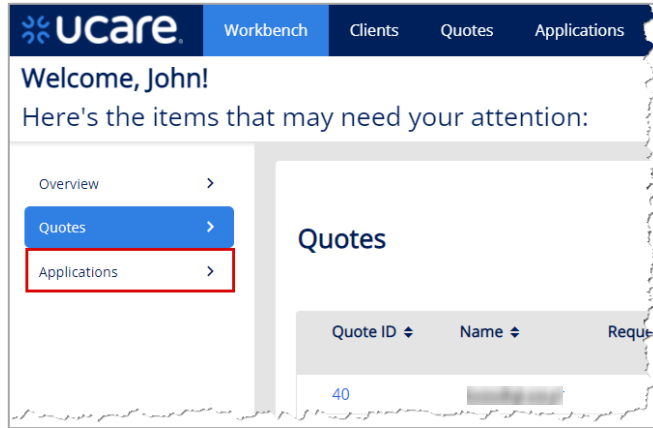 ucare. Workbench Clients Quotes Applications
Welcome, John!
Here's the items that may need your attention:
Overview
Quotes
Applications
Quotes
Quote ID Name
40